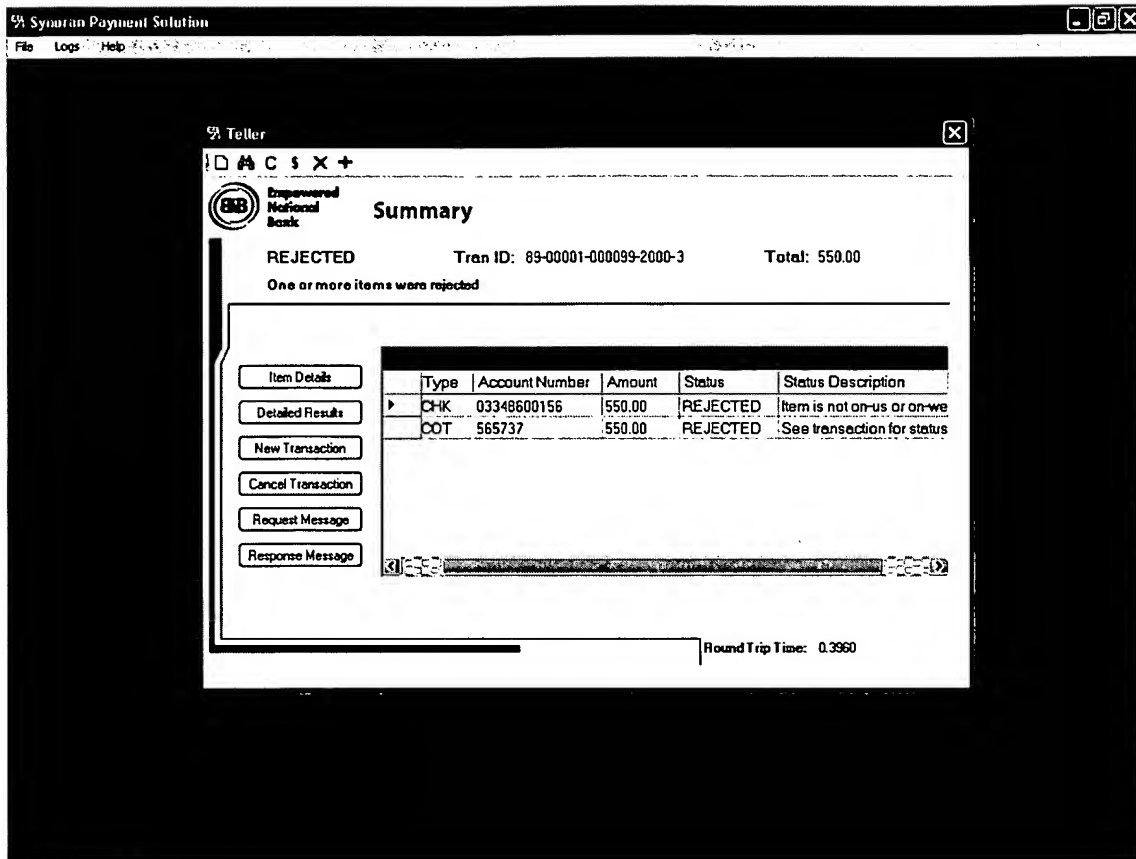 Synoran Payment Solution
File Logs Help
Teller
C $ X +
Empowered
National
Bank
Summary
REJECTED Tran ID: 89-00001-000099-2000-3 Total: 550.00
One or more items were rejected
Item Details
Detailed Results
New Transaction
Cancel Transaction
Request Message
Response Message
Type Account Number Amount Status Status Description
CHK 03348600156 550.00 REJECTED Item is not on-us or on-we
COT 565737 550.00 REJECTED See transaction for status
Round Trip Time: 0.3960